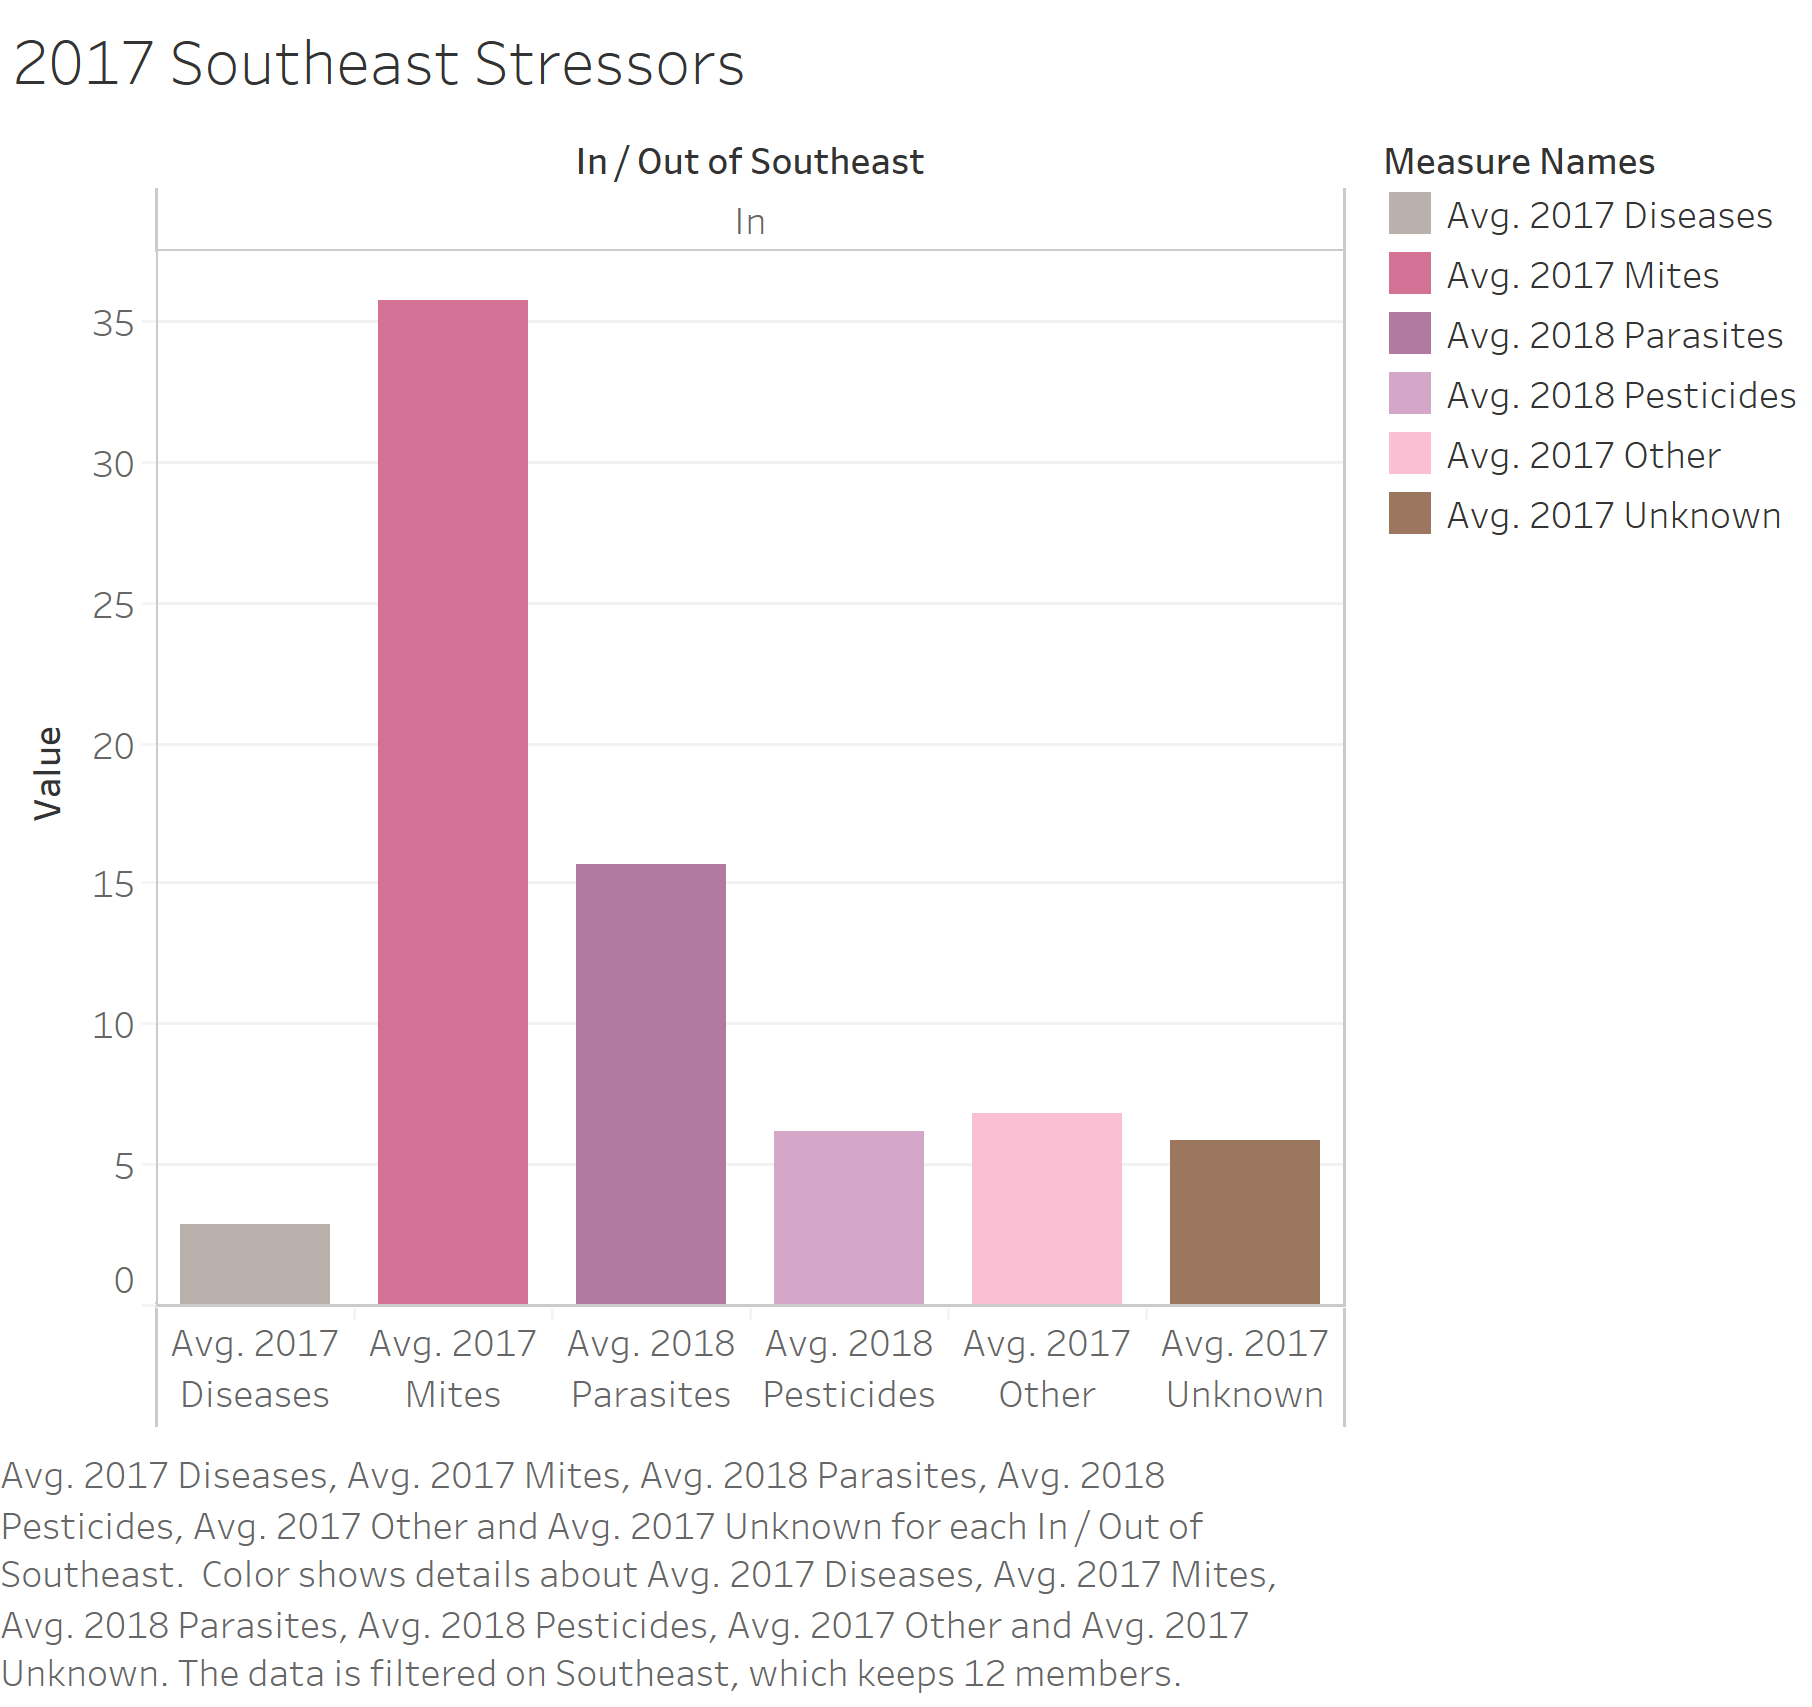 2017 Southeast Stressors
In / Out of Southeast
In
Measure Names
Avg. 2017 Diseases
Avg. 2017 Mites
Avg. 2018 Parasites
Avg. 2018 Pesticides
Avg. 2017 Other
Avg. 2017 Unknown
Value
35
30
25
20
15
10
5
0
Avg. 2017
Diseases
Avg. 2017
Mites
Avg. 2018
Parasites
Avg. 2018
Pesticides
Avg. 2017
Other
Avg. 2017
Unknown
Avg. 2017 Diseases, Avg. 2017 Mites, Avg. 2018 Parasites, Avg. 2018
Pesticides, Avg. 2017 Other and Avg. 2017 Unknown for each In / Out of
Southeast.  Color shows details about Avg. 2017 Diseases, Avg. 2017 Mites,
Avg. 2018 Parasites, Avg. 2018 Pesticides, Avg. 2017 Other and Avg. 2017
Unknown. The data is filtered on Southeast, which keeps 12 members.